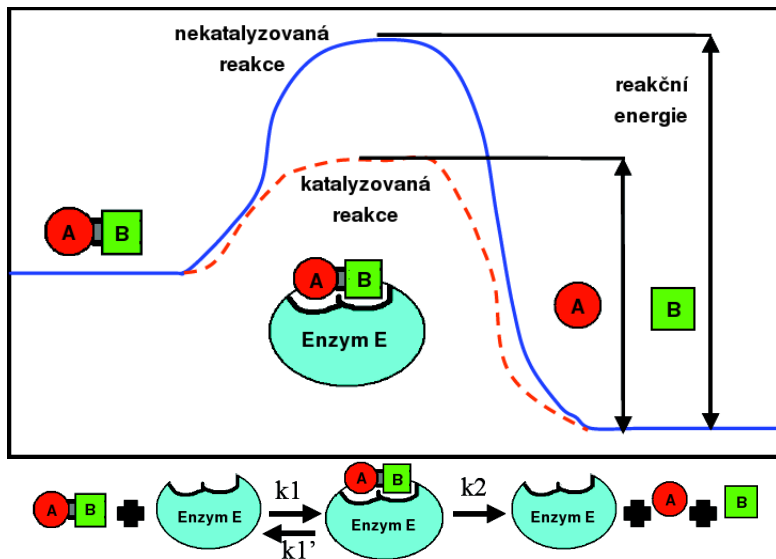 nekatalyzovaná
reakce
reakční
energie
katalyzovaná
reakce
A B
A B
A
B
Enzym E
A B
Enzym E
k1
k1’
A B
Enzym E
k2
Enzym E
A
B